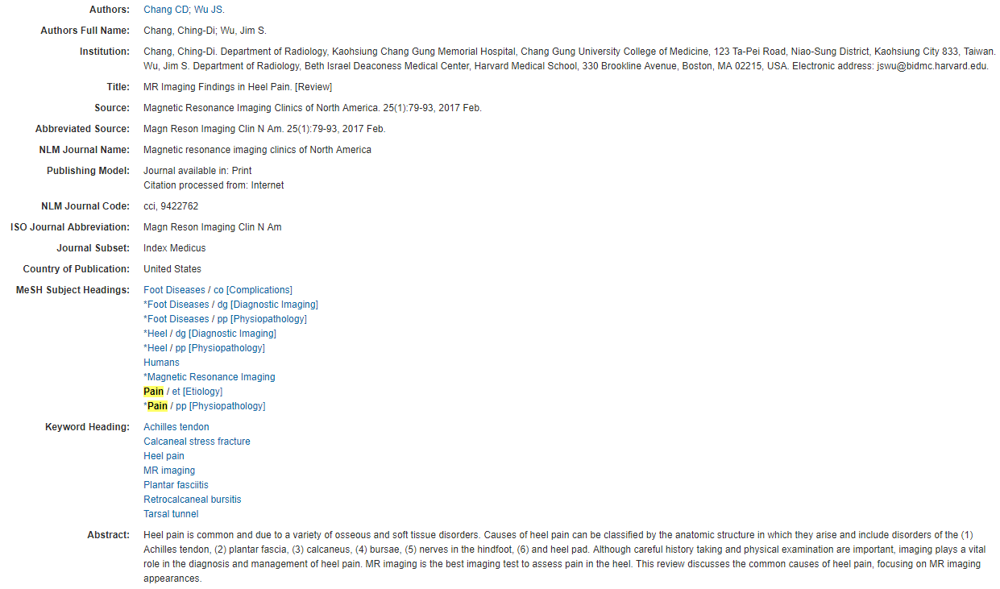 Authors: Chang CD; Wu JS.
Authors Full Name: Chang, Ching-Di; Wu, Jim S.
Institution: Chang, Ching-Di. Department of Radiology, Kaohsiung Chang Gung Memorial Hospital, Chang Gung University College of Medicine, 123 Ta-Pei Road, Niao-Sung District, Kaohsiung City 833, Taiwan.
Wu, Jim S. Department of Radiology, Beth Israel Deaconess Medical Center, Harvard Medical School, 330 Brookline Avenue, Boston, MA 02215, USA. Electronic address: jswu@bidmc.harvard.edu.
Title: MR Imaging Findings in Heel Pain. [Review]
Source: Magnetic Resonance Imaging Clinics of North America. 25(1):79-93, 2017 Feb.
Abbreviated Source: Magn Reson Imaging Clin N Am. 25(1):79-93, 2017 Feb.
NLM Journal Name: Magnetic resonance imaging clinics of North America
Publishing Model: Journal available in: Print
Citation processed from: Internet
NLM Journal Code: cci, 9422762
ISO Journal Abbreviation: Magn Reson Imaging Clin N Am
Journal Subset: Index Medicus
Country of Publication: United States
MeSH Subject Headings: Foot Diseases / co [Complications]
*Foot Diseases / dg [Diagnostic Imaging]
*Foot Diseases / pp [Physiopathology]
*Heel / dg [Diagnostic Imaging]
*Heel / pp [Physiopathology]
Humans
*Magnetic Resonance Imaging
Pain / et [Etiology]
*Pain / pp [Physiopathology]
Keyword Heading: Achilles tendon
Calcaneal stress fracture
Heel pain
MR imaging
Plantar fasciitis
Retrocalcaneal bursitis
Tarsal tunnel
Abstract: Heel pain is common and due to a variety of osseous and soft tissue disorders. Causes of heel pain can be classified by the anatomic structure in which they arise and include disorders of the (1)
Achilles tendon, (2) plantar fascia, (3) calcaneus, (4) bursae, (5) nerves in the hindfoot, (6) and heel pad. Although careful history taking and physical examination are important, imaging plays a vital
role in the diagnosis and management of heel pain. MR imaging is the best imaging test to assess pain in the heel. This review discusses the common causes of heel pain, focusing on MR imaging
appearances.